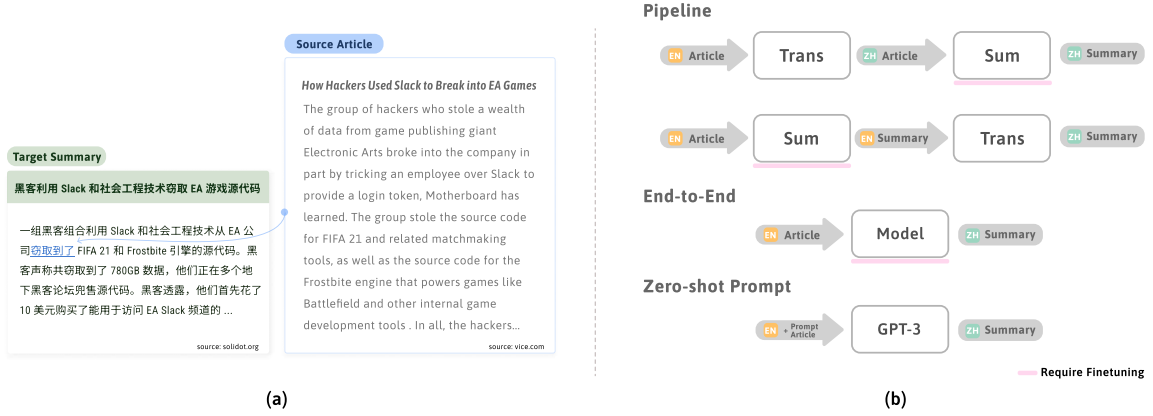 Target Summary
黑客利用 Slack 和社会工程技术窃取 EA 游戏源代码
一组黑客组合利用 Slack 和社会工程技术从 EA 公
司窃取到了 FIFA 21 和 Frostbite 引擎的源代码。黑
客声称共窃取到了 780GB 数据，他们正在多个地
下黑客论坛兜售源代码。黑客透露，他们首先花了
10 美元购买了能用于访问 EA Slack 频道的 ...
source: solidot.org
Source Article
How Hackers Used Slack to Break into EA Games
The group of hackers who stole a wealth
of data from game publishing giant
Electronic Arts broke into the company in
part by tricking an employee over Slack to
provide a login token, Motherboard has
learned. The group stole the source code
for FIFA 21 and related matchmaking
tools, as well as the source code for the
Frostbite engine that powers games like
Battlefield and other internal game
development tools . In all, the hackers...
source: vice.com
(a)
Pipeline
EN Article Trans ZH Article Sum ZH Summary
EN Article Sum EN Summary Trans ZH Summary
End-to-End
EN Article Model ZH Summary
Zero-shot Prompt
EN + Prompt
Article
GPT-3 ZH Summary
Require Finetuning
(b)